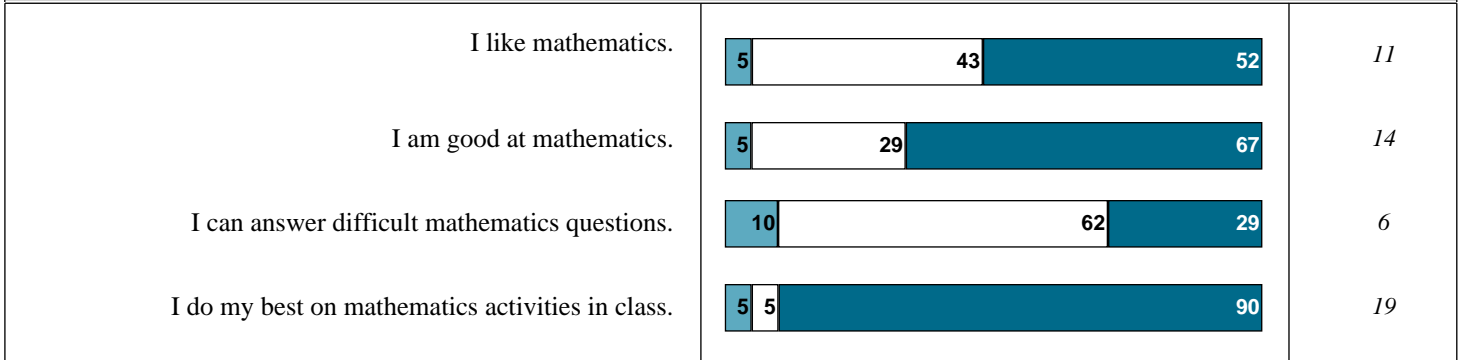 I like mathematics. 5 43 52 11
I am good at mathematics. 5 29 67 14
I can answer difficult mathematics questions. 10 62 29 6
I do my best on mathematics activities in class. 5 5 90 19